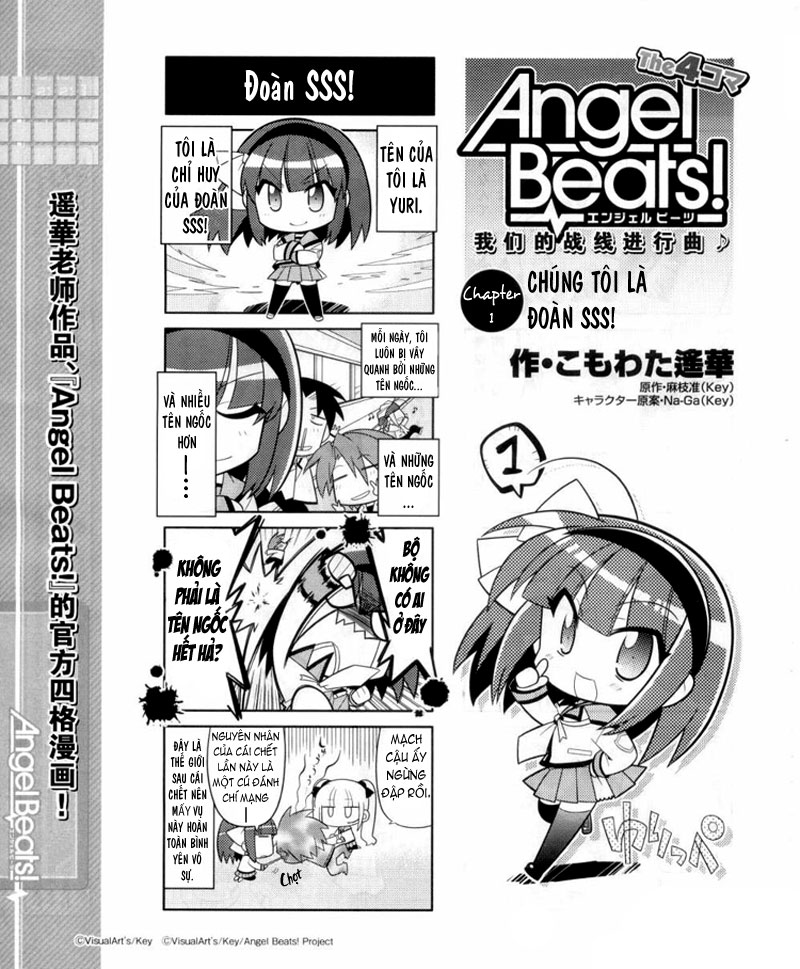 The 4コマ
Angel
Beats!
エンジェル ビーツ
我们的战线进行曲♪
Chapter
1
CHÚNG TÔI LÀ
ĐOÀN SSS!
作・こもわた遙華
原作・麻枝准(Key)
キャラクター原案・Na-Ga(Key)
1
ゆりっぺ
Đoàn SSS!
TÊN CỦA
TÔI LÀ
YURI.
TÔI LÀ
CHỈ HUY
CỦA ĐOÀN
SSS!
MỖI NGÀY, TÔI
LUÔN BỊ VÂY
QUANH BỞI NHỮNG
TÊN NGỐC...
VÀ NHỮNG
TÊN NGỐC
...
VÀ NHIỀU
TÊN NGỐC
HƠN
—...
BỘ
KHÔNG
CÓ AI
Ở ĐÂY
KHÔNG
PHẢI LÀ
TÊN NGỐC
HẾT HẢ?
MẠCH
CẬU ẤY
NGỪNG
ĐẬP RỒI.
NGUYÊN NHÂN
CỦA CÁI CHẾT
LẦN NÀY LÀ
MỘT CÚ ĐÁNH
CHÍ MẠNG
ĐÂY LÀ
THẾ GIỚI
SAU CÁI
CHẾT NÊN
MẤY VỤ
NÀY HOÀN
TOÀN BÌNH
YÊN VÔ
SỰ.
Chọt
遥華老师作品、『Angel Beats!』的官方四格漫画!
Angel Beats!
©VisualArt's/Key ©VisualArt's/Key/Angel Beats! Project